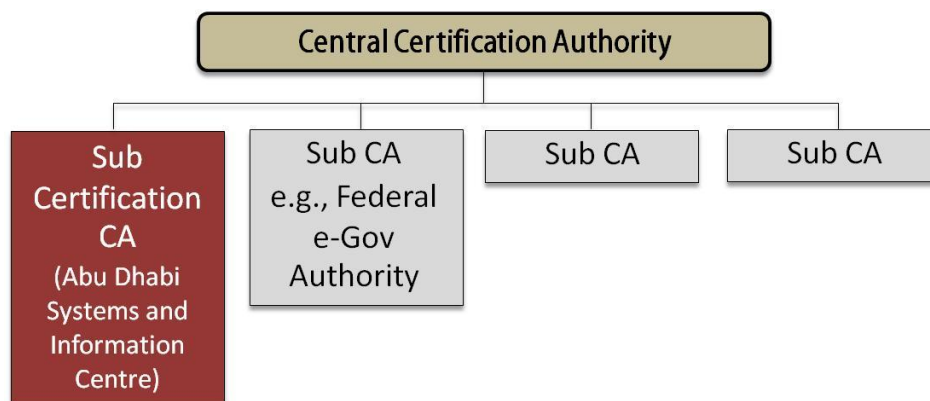 Central Certification Authority
Sub
Certification
CA
(Abu Dhabi
Systems and
Information
Centre)
Sub CA
e.g., Federal
e-Gov
Authority
Sub CA
Sub CA